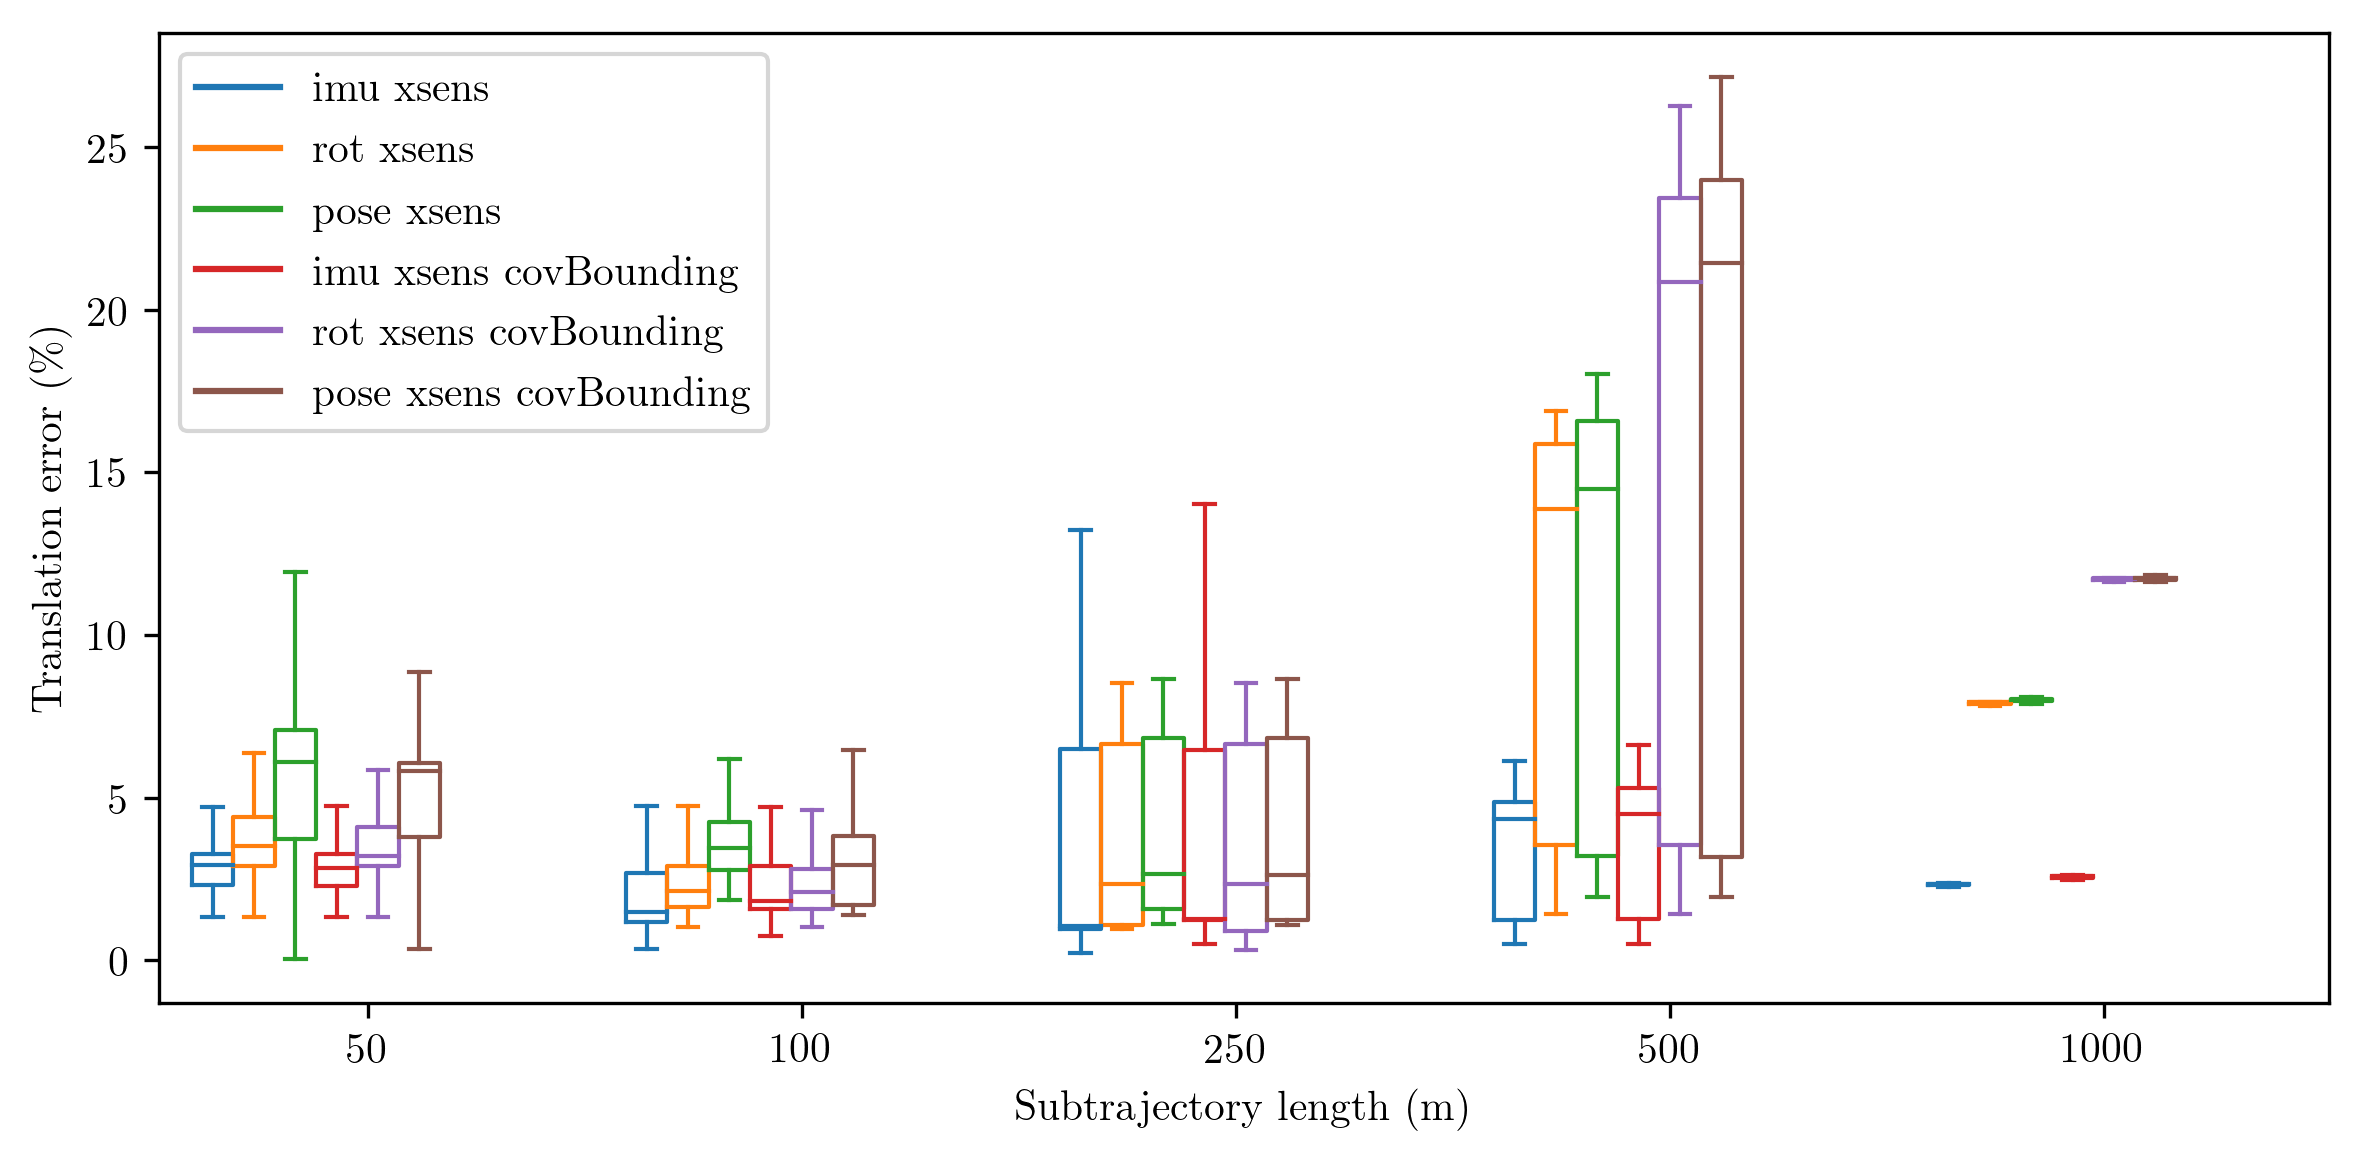 imu xsens
rot xsens
pose xsens
imu xsens covBounding
rot xsens covBounding
pose xsens covBounding
Translation error (%)
25
20
15
10
5
0
50 100 250 500 1000
Subtrajectory length (m)